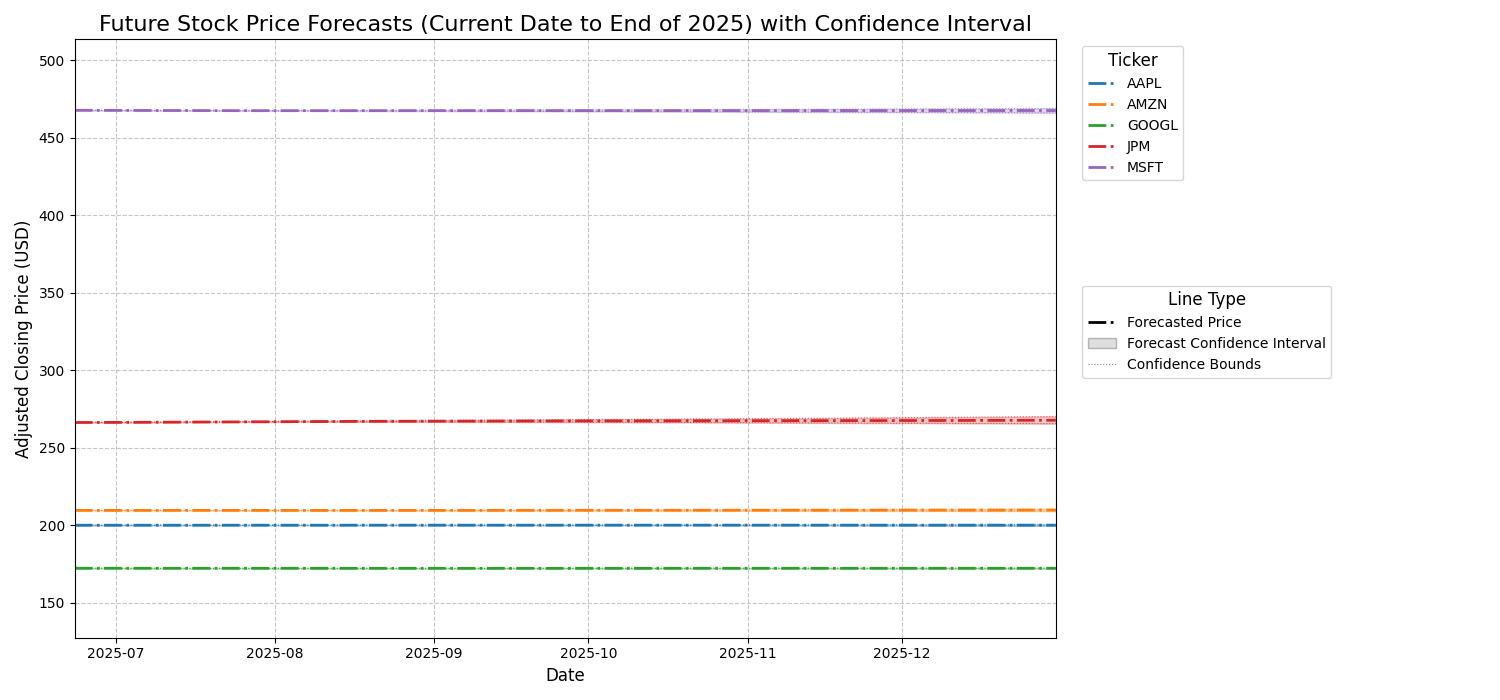 Future Stock Price Forecasts (Current Date to End of 2025) with Confidence Interval
Adjusted Closing Price (USD)
500
450
400
350
300
250
200
150
2025-07
2025-08
2025-09
2025-10
2025-11
2025-12
Date
Ticker
AAPL
AMZN
GOOGL
JPM
MSFT
Line Type
Forecasted Price
Forecast Confidence Interval
Confidence Bounds